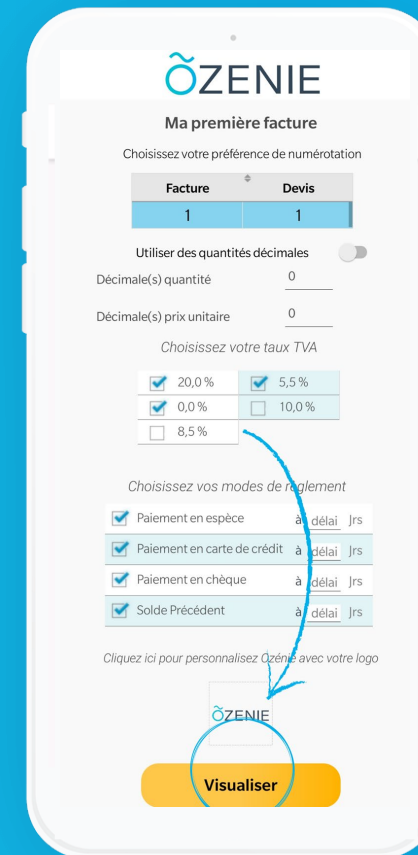 ÕZENIE
Ma première facture
Choisissez votre préférence de numérotation
Facture Devis
1 1
Utiliser des quantités décimales
Décimale(s) quantité 0
Décimale(s) prix unitaire 0
Choisissez votre taux TVA
20,0 % 5,5 %
0,0 % 10,0 %
8,5 %
Choisissez vos modes de règlement
Paiement en espèce à délai Jrs
Paiement en carte de crédit à délai Jrs
Paiement en chèque à délai Jrs
Solde Précédent à délai Jrs
Cliquez ici pour personnalisez Ozénie avec votre logo
ÕZENIE
Visualiser